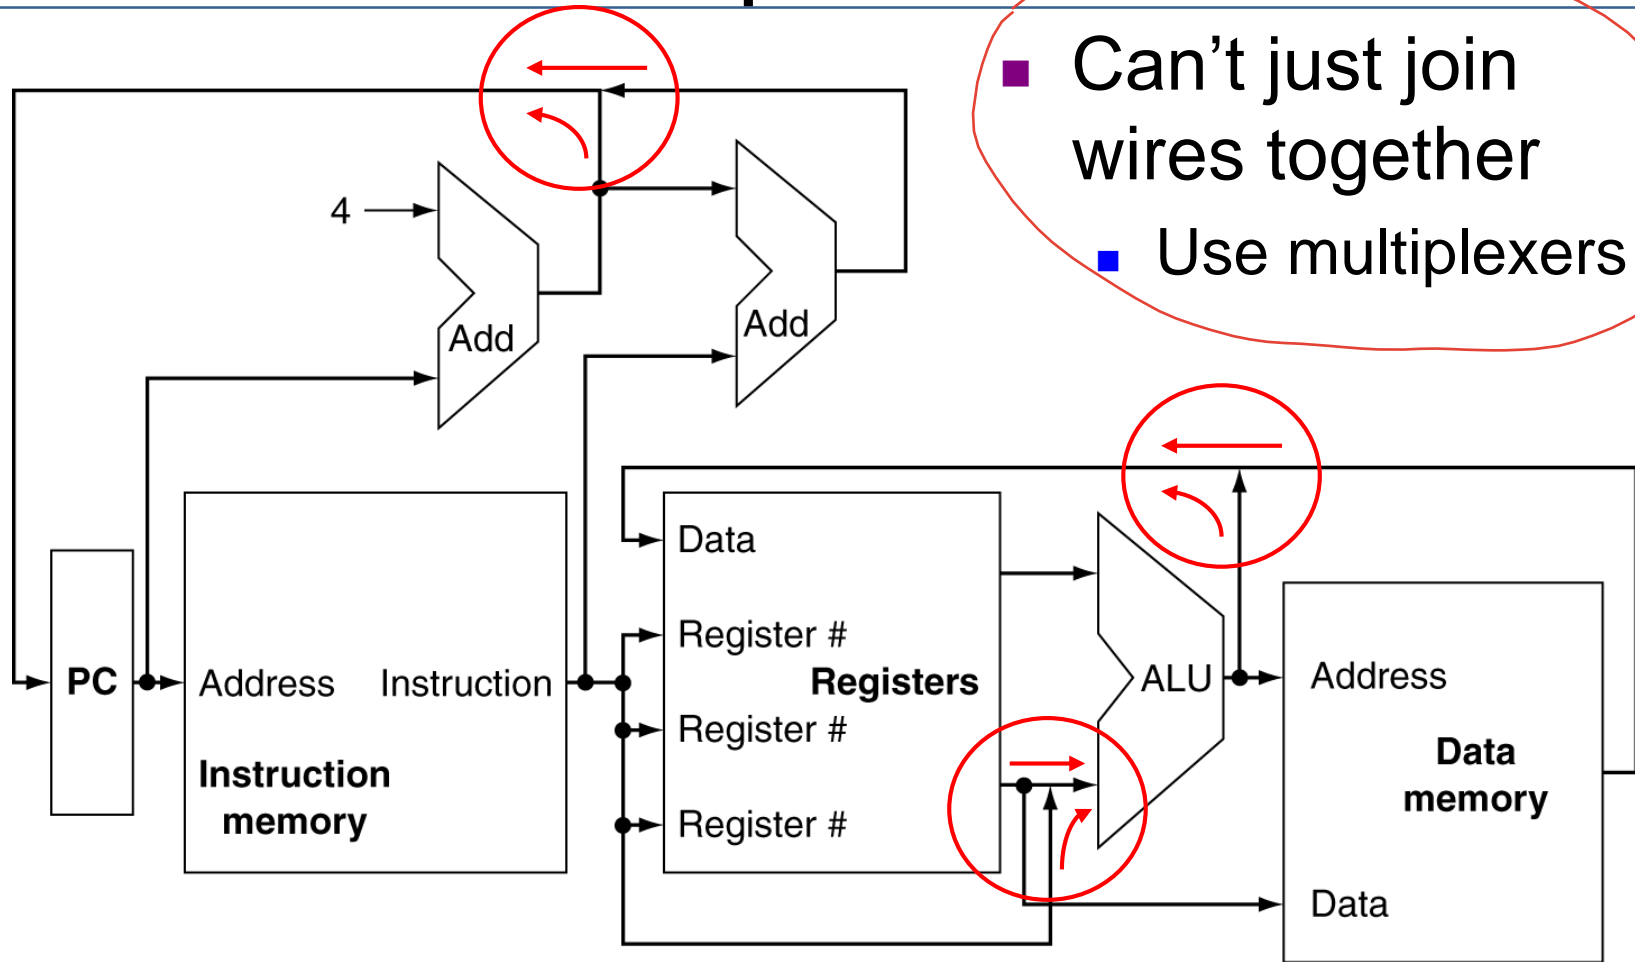 Can't just join
wires together
Use multiplexers
4
Add
Add
Data
Register #
Registers
Register #
Register #
PC
Address
Instruction
Instruction
memory
ALU
Address
Data
memory
Data